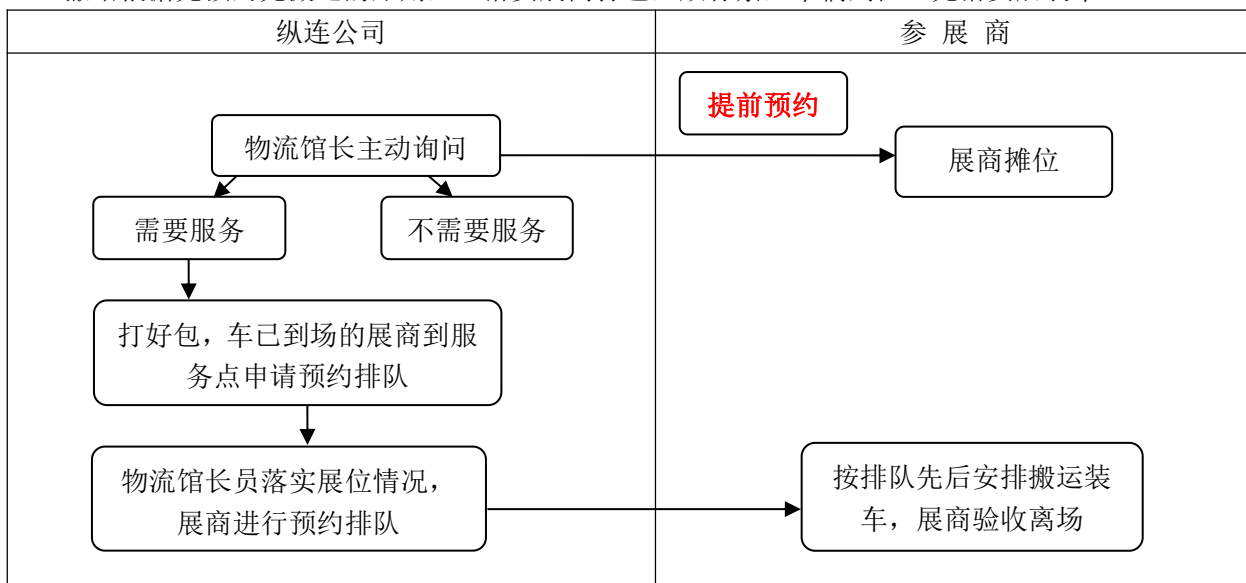 纵连公司
参 展 商
提前预约
物流馆长主动询问
展商摊位
需要服务
不需要服务
打好包，车已到场的展商到服
务点申请预约排队
物流馆长员落实展位情况，
展商进行预约排队
按排队先后安排搬运装
车，展商验收离场